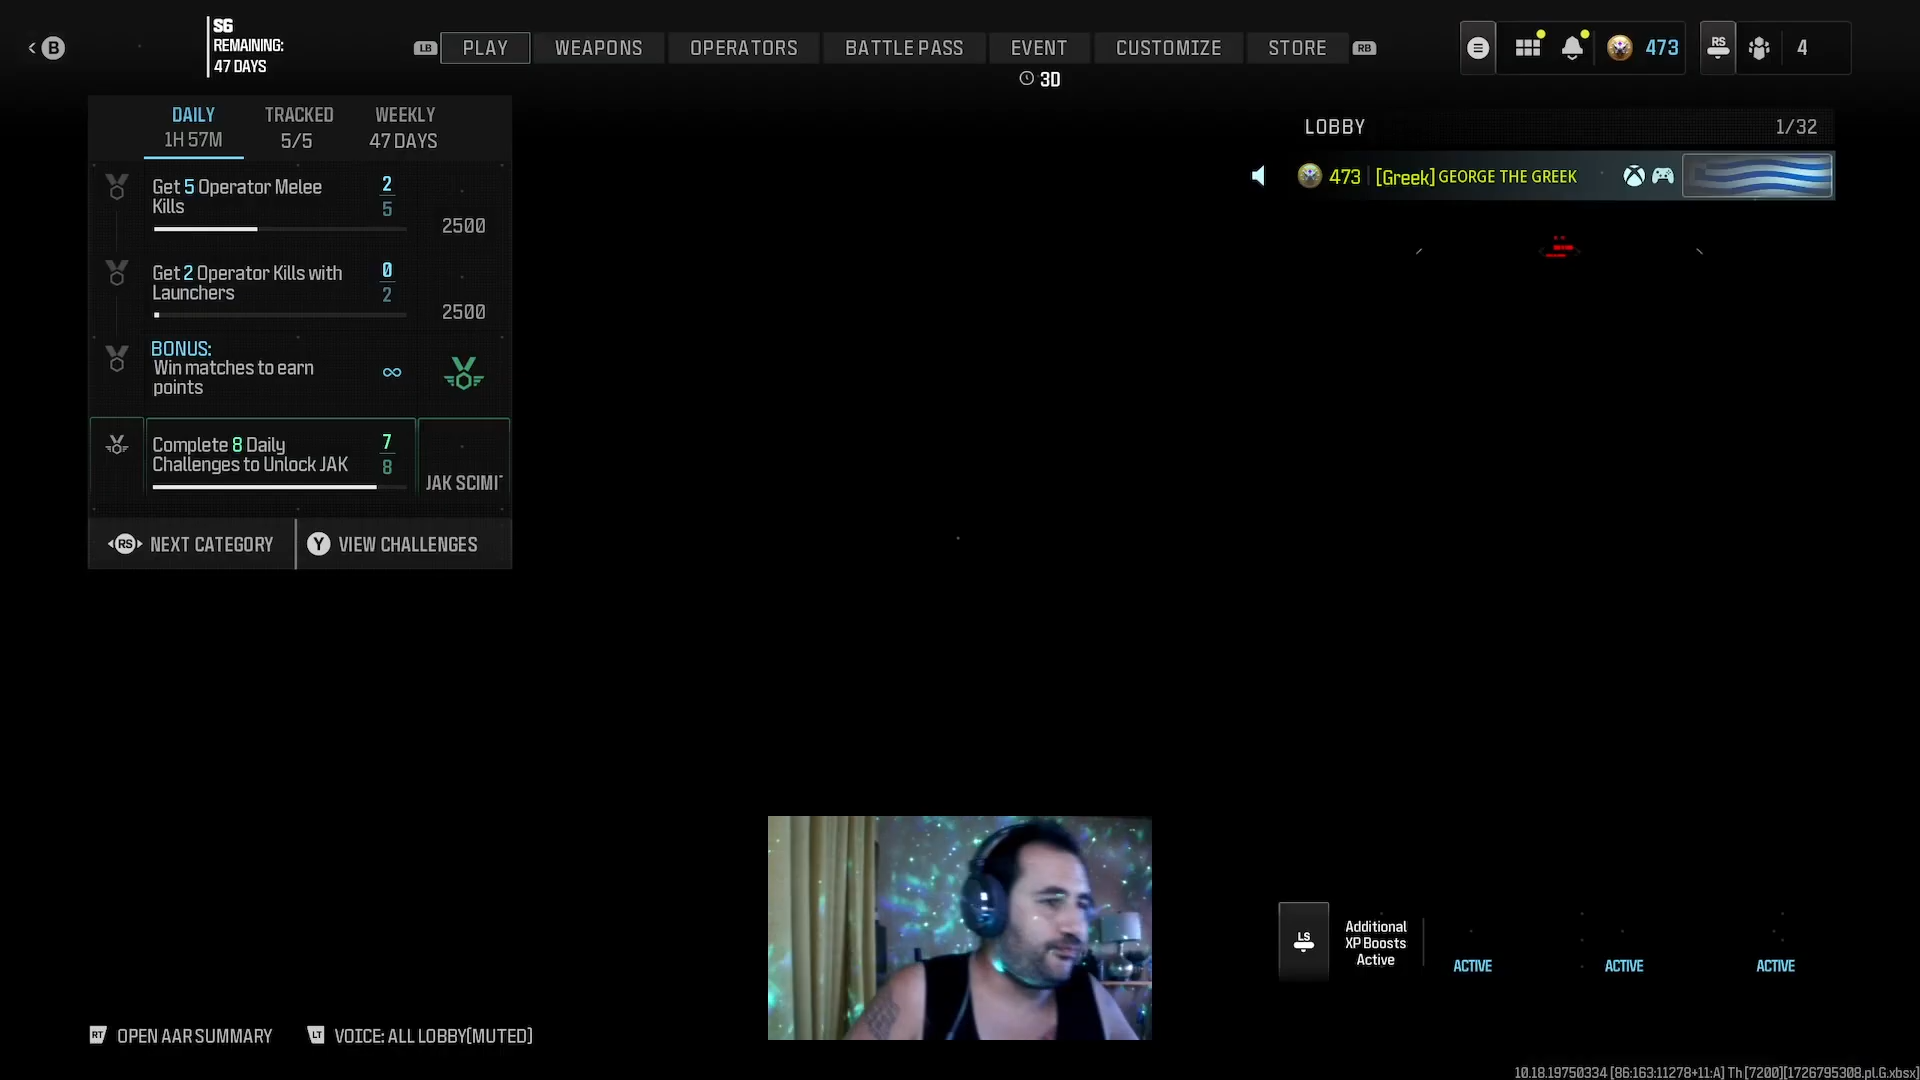 B
S6
REMAINING:
47 DAYS
LB
PLAY
WEAPONS
OPERATORS
BATTLE PASS
EVENT
CUSTOMIZE
STORE
RB
3D
473
RS
4
DAILY
1H 57M
TRACKED
5/5
WEEKLY
47 DAYS
Get 5 Operator Melee
Kills
2
5
2500
Get 2 Operator Kills with
Launchers
0
2
2500
BONUS:
Win matches to earn
points
∞
Complete 8 Daily
Challenges to Unlock JAK
7
8
JAK SCIMI
RS
NEXT CATEGORY
Y
VIEW CHALLENGES
LOBBY
1/32
473
[Greek] GEORGE THE GREEK
LS
Additional
XP Boosts
Active
ACTIVE
ACTIVE
ACTIVE
RT
OPEN AAR SUMMARY
LT
VOICE: ALL LOBBY[MUTED]
10.18.19750334 [86:163:11278+11:A] Th [7200][1726795308.pl.G.xbsx]